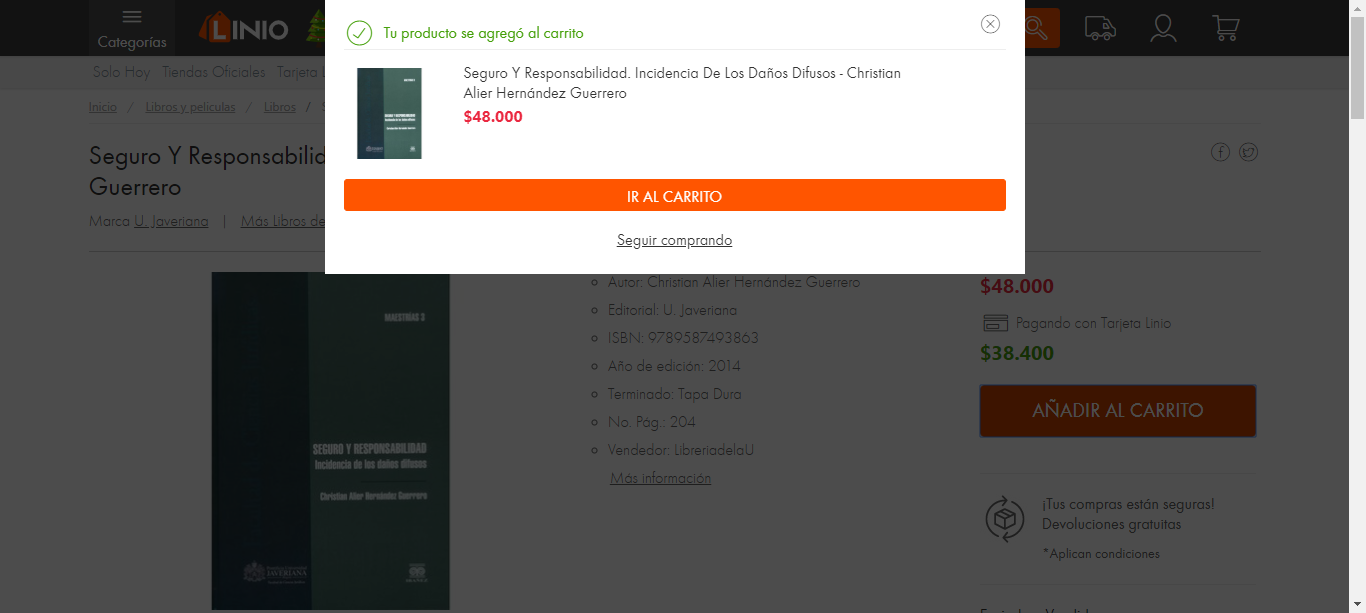 Categorías
LINIO
Tu producto se agregó al carrito
Seguro Y Responsabilidad. Incidencia De Los Daños Difusos - Christian
Alier Hernández Guerrero
$48.000
IR AL CARRITO
Seguir comprando
Solo Hoy Tiendas Oficiales Tarjeta
Inicio / Libros y peliculas / Libros /
Seguro Y Responsabilid
Guerrero
Marca U. Javeriana | Más Libros de
MAESTRÍAS 3
SEGURO Y RESPONSABILIDAD
Incidencia de los daños difusos
Christian Alier Hernández Guerrero
JAVERIANA
Autor: Christian Alier Hernández Guerrero
Editorial: U. Javeriana
ISBN: 9789587493863
Año de edición: 2014
Terminado: Tapa Dura
No. Pág.: 204
Vendedor: LibreriadelaU
Más información
$48.000
Pagando con Tarjeta Linio
$38.400
AÑADIR AL CARRITO
¡Tus compras están seguras!
Devoluciones gratuitas
*Aplican condiciones